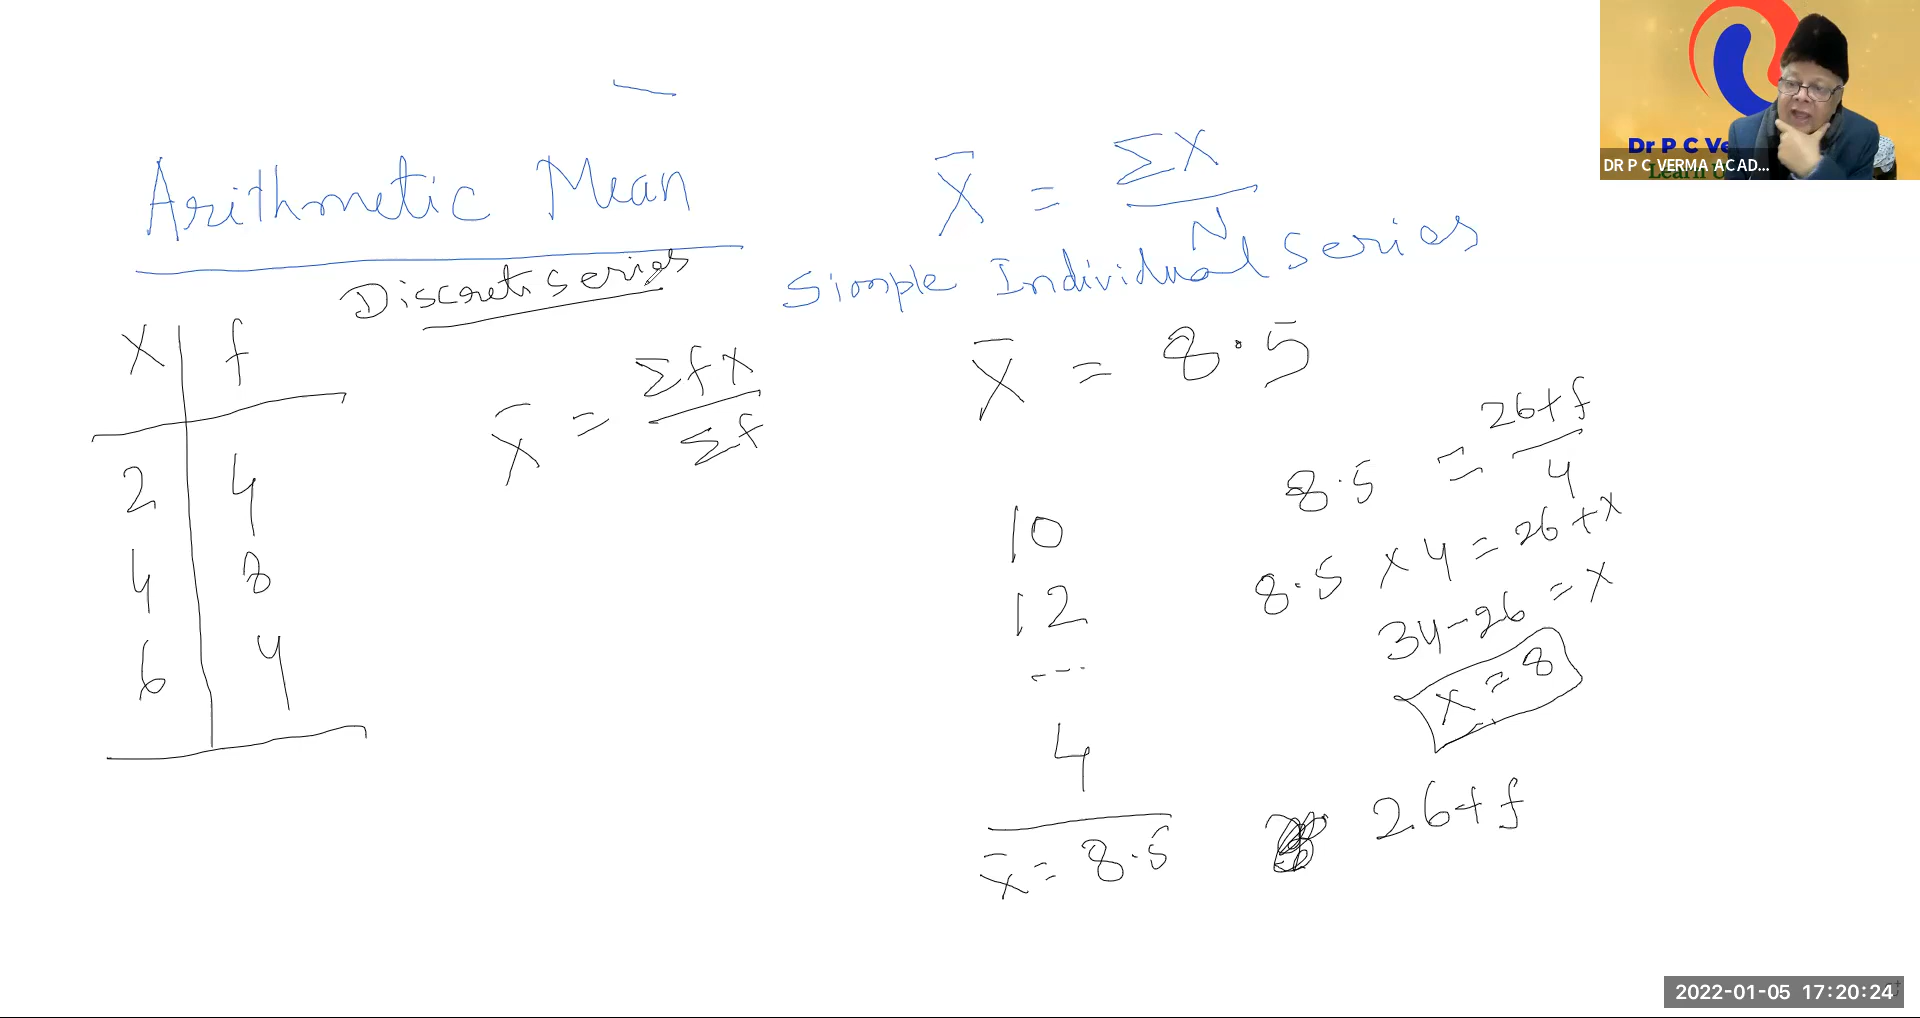 Arithmetic Mean
X̄ = ΣX / N
Simple Individual Series
Discrete series
X | f
2 | 4
4 | 8
6 | 4
X̄ = ΣfX / Σf
X̄ = 8.5
10
12
---
4
X̄ = 8.5
8.5 = 26+f / 4
8.5 × 4 = 26 + X
34 - 26 = X
X = 8
26+f
Dr P C Ve
DR P C VERMA ACAD...
2022-01-05 17:20:24